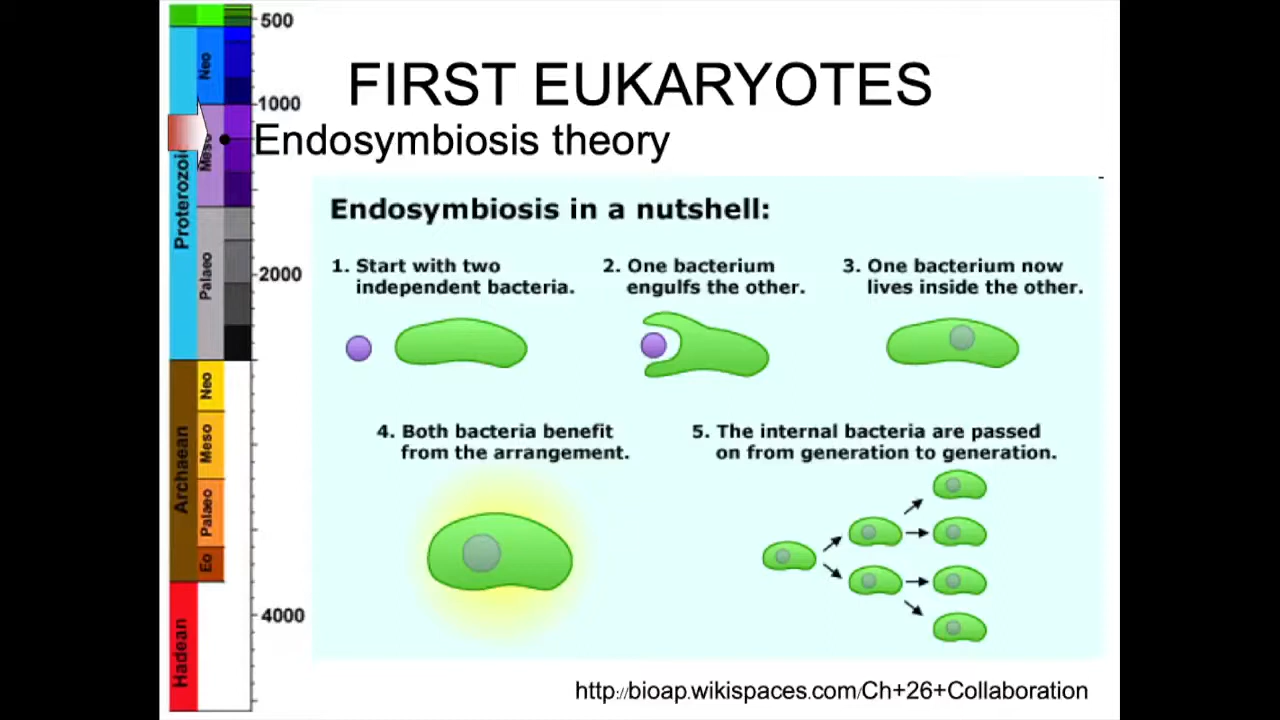 500
1000
2000
4000
Proterozoic
Neo
Meso
Palaeo
Archaean
Neo
Meso
Palaeo
Eo
Hadean
FIRST EUKARYOTES
Endosymbiosis theory
Endosymbiosis in a nutshell:
1. Start with two
independent bacteria.
2. One bacterium
engulfs the other.
3. One bacterium now
lives inside the other.
4. Both bacteria benefit
from the arrangement.
5. The internal bacteria are passed
on from generation to generation.
http://bioap.wikispaces.com/Ch+26+Collaboration